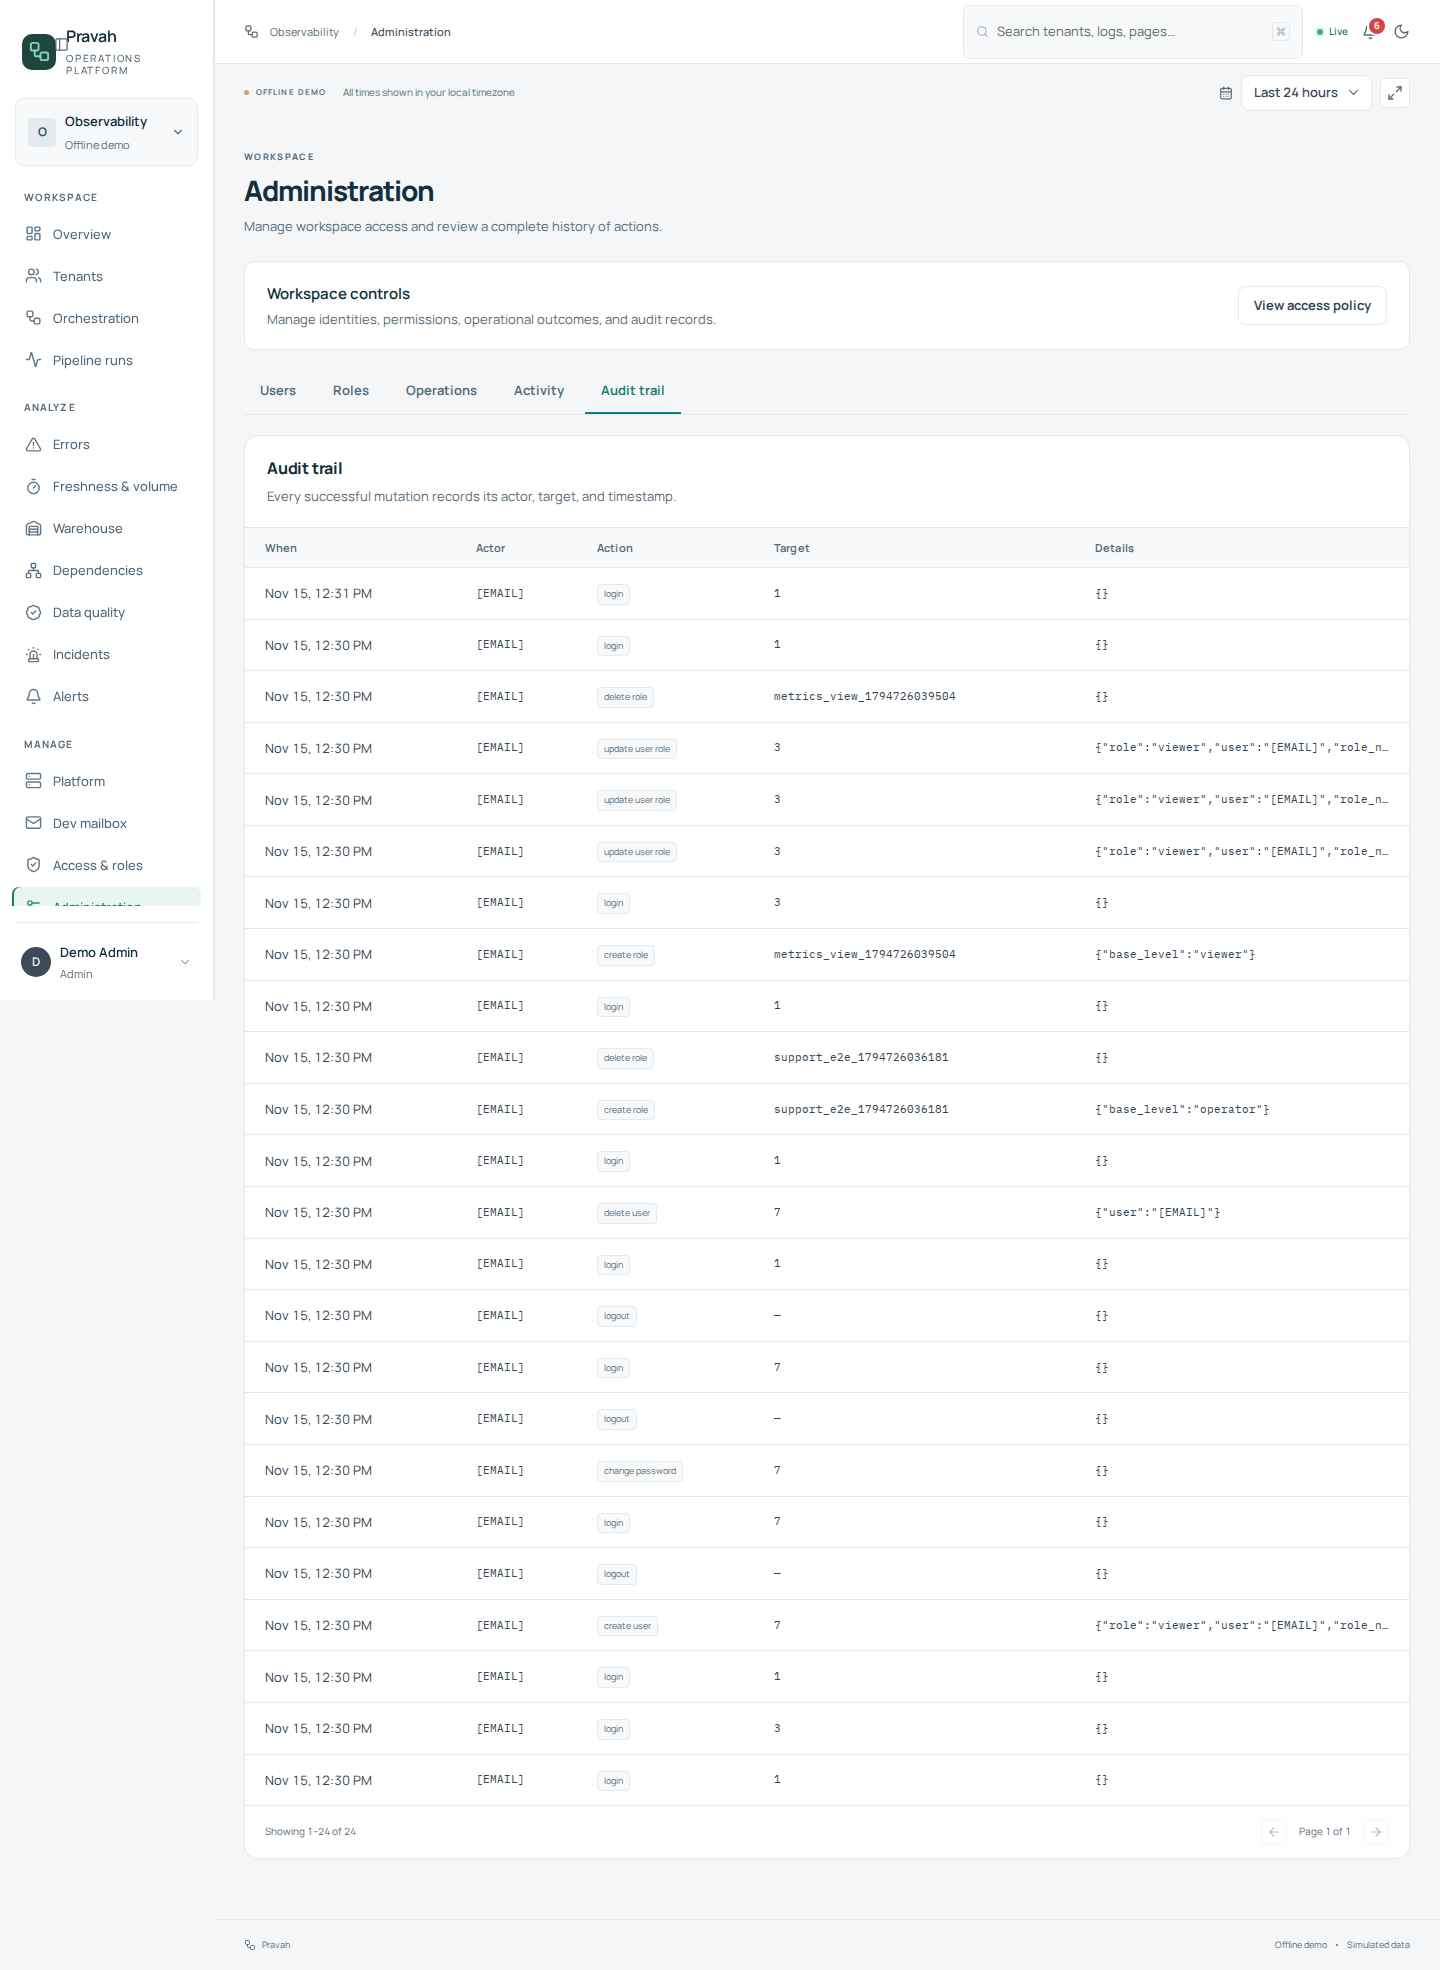 Pravah
OPERATIONS
PLATFORM
O
Observability
Offline demo
WORKSPACE
Overview
Tenants
Orchestration
Pipeline runs
ANALYZE
Errors
Freshness & volume
Warehouse
Dependencies
Data quality
Incidents
Alerts
MANAGE
Platform
Dev mailbox
Access & roles
Administration
D
Demo Admin
Admin
Observability / Administration
Search tenants, logs, pages...
⌘
Live
6
OFFLINE DEMO All times shown in your local timezone
Last 24 hours
WORKSPACE
Administration
Manage workspace access and review a complete history of actions.
Workspace controls
Manage identities, permissions, operational outcomes, and audit records.
View access policy
Users Roles Operations Activity Audit trail
Audit trail
Every successful mutation records its actor, target, and timestamp.
When Actor Action Target Details
Nov 15, 12:31 PM [EMAIL] login 1 {}
Nov 15, 12:30 PM [EMAIL] login 1 {}
Nov 15, 12:30 PM [EMAIL] delete role metrics_view_1794726039504 {}
Nov 15, 12:30 PM [EMAIL] update user role 3 {"role":"viewer","user":"[EMAIL]","role_n…
Nov 15, 12:30 PM [EMAIL] update user role 3 {"role":"viewer","user":"[EMAIL]","role_n…
Nov 15, 12:30 PM [EMAIL] update user role 3 {"role":"viewer","user":"[EMAIL]","role_n…
Nov 15, 12:30 PM [EMAIL] login 3 {}
Nov 15, 12:30 PM [EMAIL] create role metrics_view_1794726039504 {"base_level":"viewer"}
Nov 15, 12:30 PM [EMAIL] login 1 {}
Nov 15, 12:30 PM [EMAIL] delete role support_e2e_1794726036181 {}
Nov 15, 12:30 PM [EMAIL] create role support_e2e_1794726036181 {"base_level":"operator"}
Nov 15, 12:30 PM [EMAIL] login 1 {}
Nov 15, 12:30 PM [EMAIL] delete user 7 {"user":"[EMAIL]"}
Nov 15, 12:30 PM [EMAIL] login 1 {}
Nov 15, 12:30 PM [EMAIL] logout — {}
Nov 15, 12:30 PM [EMAIL] login 7 {}
Nov 15, 12:30 PM [EMAIL] logout — {}
Nov 15, 12:30 PM [EMAIL] change password 7 {}
Nov 15, 12:30 PM [EMAIL] login 7 {}
Nov 15, 12:30 PM [EMAIL] logout — {}
Nov 15, 12:30 PM [EMAIL] create user 7 {"role":"viewer","user":"[EMAIL]","role_n…
Nov 15, 12:30 PM [EMAIL] login 1 {}
Nov 15, 12:30 PM [EMAIL] login 3 {}
Nov 15, 12:30 PM [EMAIL] login 1 {}
Showing 1–24 of 24
Page 1 of 1
Pravah
Offline demo • Simulated data